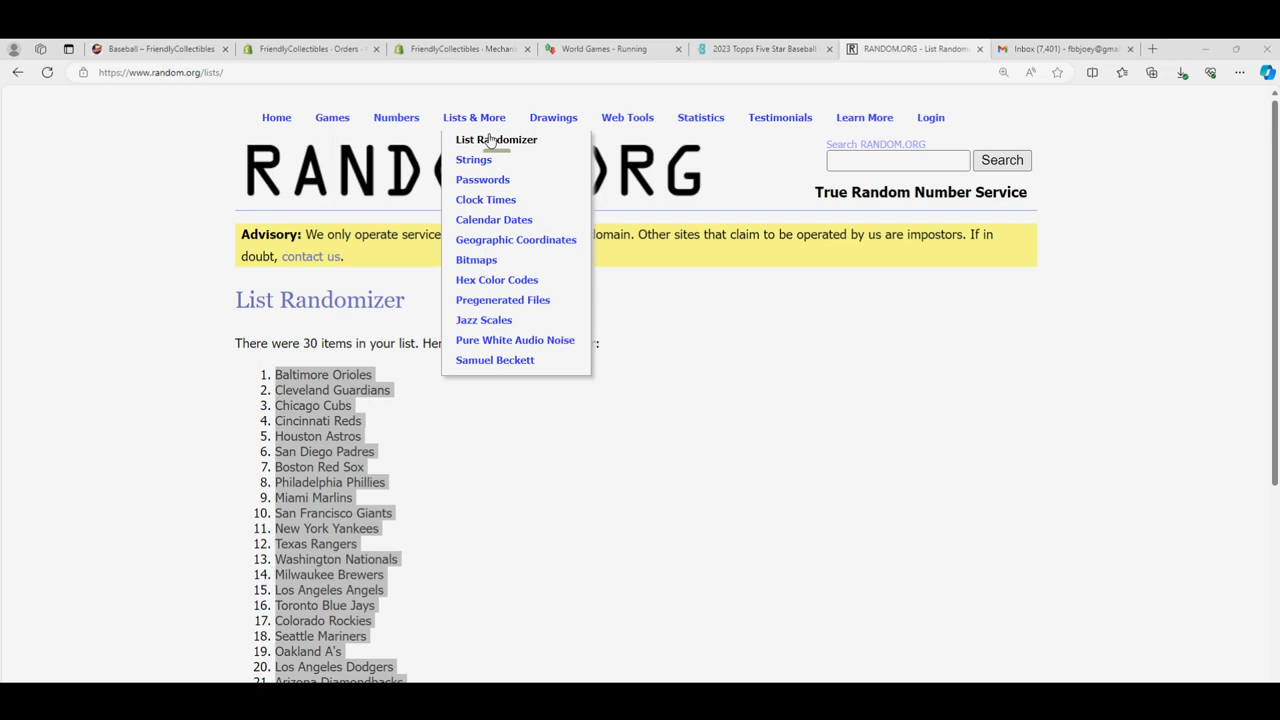 Baseball – FriendlyCollectibles
FriendlyCollectibles · Orders ·
FriendlyCollectibles · Mechani
World Games - Running
2023 Topps Five Star Baseball
RANDOM.ORG - List Random
Inbox (7,401) - fbbjoey@gma
https://www.random.org/lists/
Home Games Numbers Lists & More Drawings Web Tools Statistics Testimonials Learn More Login
List Randomizer
Strings
Passwords
Clock Times
Calendar Dates
Geographic Coordinates
Bitmaps
Hex Color Codes
Pregenerated Files
Jazz Scales
Pure White Audio Noise
Samuel Beckett
RAND RG
Search RANDOM.ORG
Search
True Random Number Service
Advisory: We only operate service domain. Other sites that claim to be operated by us are impostors. If in
doubt, contact us.
List Randomizer
There were 30 items in your list. Her :
1. Baltimore Orioles
2. Cleveland Guardians
3. Chicago Cubs
4. Cincinnati Reds
5. Houston Astros
6. San Diego Padres
7. Boston Red Sox
8. Philadelphia Phillies
9. Miami Marlins
10. San Francisco Giants
11. New York Yankees
12. Texas Rangers
13. Washington Nationals
14. Milwaukee Brewers
15. Los Angeles Angels
16. Toronto Blue Jays
17. Colorado Rockies
18. Seattle Mariners
19. Oakland A's
20. Los Angeles Dodgers
21. Arizona Diamondbacks